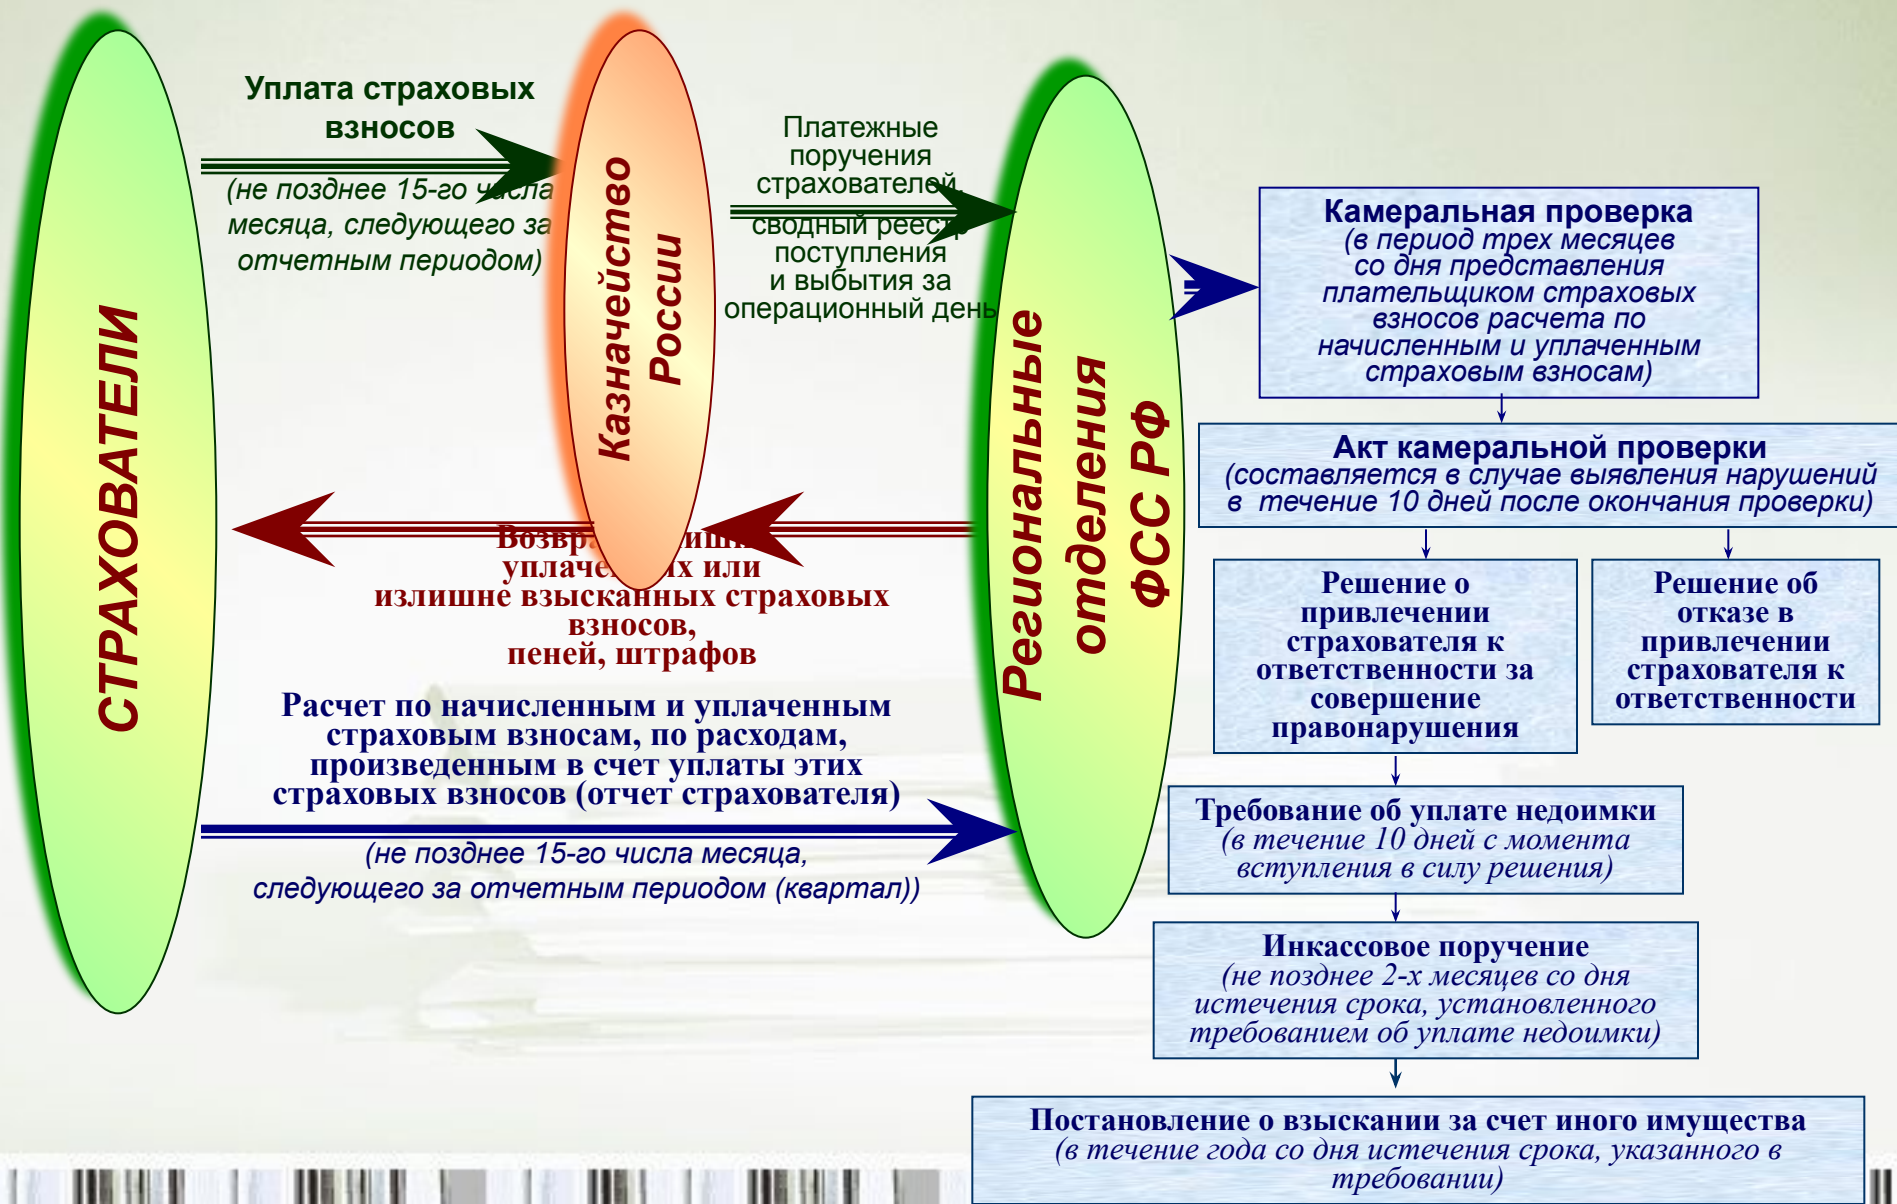 СТРАХОВАТЕЛИ
Уплата страховых
взносов
(не позднее 15-го числа
месяца, следующего за
отчетным периодом)
Казначейство
России
Платежные
поручения
страхователей,
сводный реестр
поступления
и выбытия за
операционный день
Региональные
отделения
ФСС РФ
уплаченных или
излишне взысканных страховых
взносов,
пеней, штрафов
Расчет по начисленным и уплаченным
страховым взносам, по расходам,
произведенным в счет уплаты этих
страховых взносов (отчет страхователя)
(не позднее 15-го числа месяца,
следующего за отчетным периодом (квартал))
Камеральная проверка
(в период трех месяцев
со дня представления
плательщиком страховых
взносов расчета по
начисленным и уплаченным
страховым взносам)
Акт камеральной проверки
(составляется в случае выявления нарушений
в течение 10 дней после окончания проверки)
Решение о
привлечении
страхователя к
ответственности за
совершение
правонарушения
Решение об
отказе в
привлечении
страхователя к
ответственности
Требование об уплате недоимки
(в течение 10 дней с момента
вступления в силу решения)
Инкассовое поручение
(не позднее 2-х месяцев со дня
истечения срока, установленного
требованием об уплате недоимки)
Постановление о взыскании за счет иного имущества
(в течение года со дня истечения срока, указанного в
требовании)